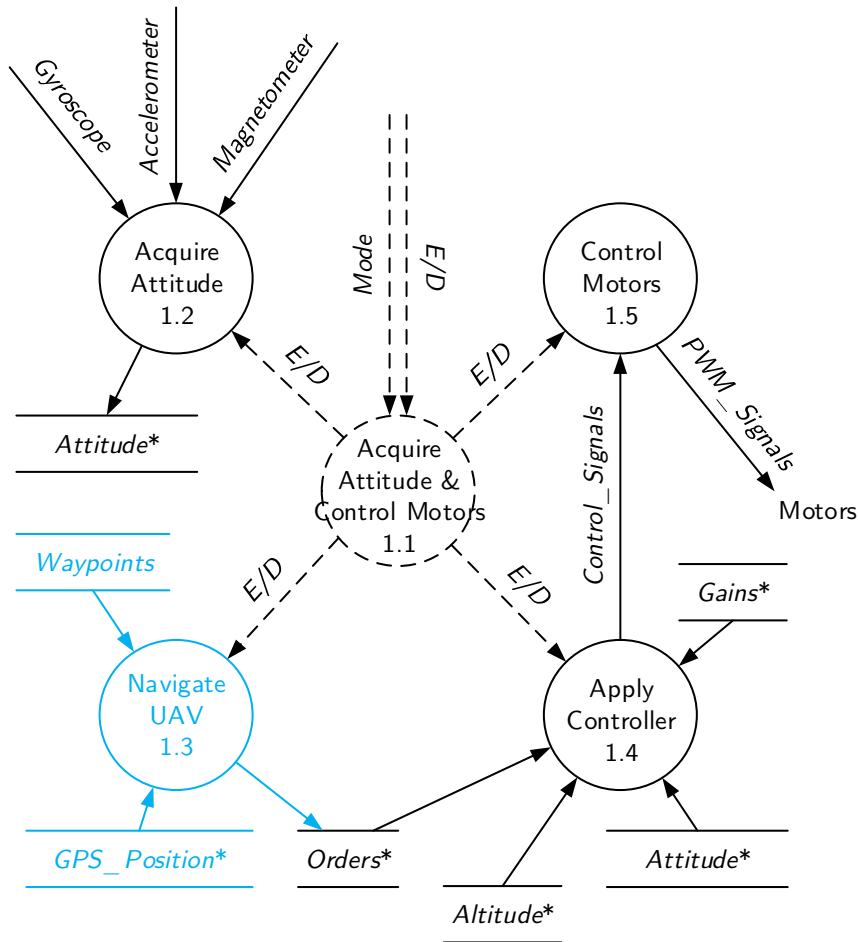 Gyroscope
Accelerometer
Magnetometer
Mode
E/D
Acquire
Attitude
1.2
Control
Motors
1.5
E/D
E/D
PWM_Signals
Attitude*
Control_Signals
Acquire
Attitude &
Control Motors
1.1
Motors
Waypoints
E/D
E/D
Gains*
Navigate
UAV
1.3
Apply
Controller
1.4
GPS_Position*
Orders*
Attitude*
Altitude*